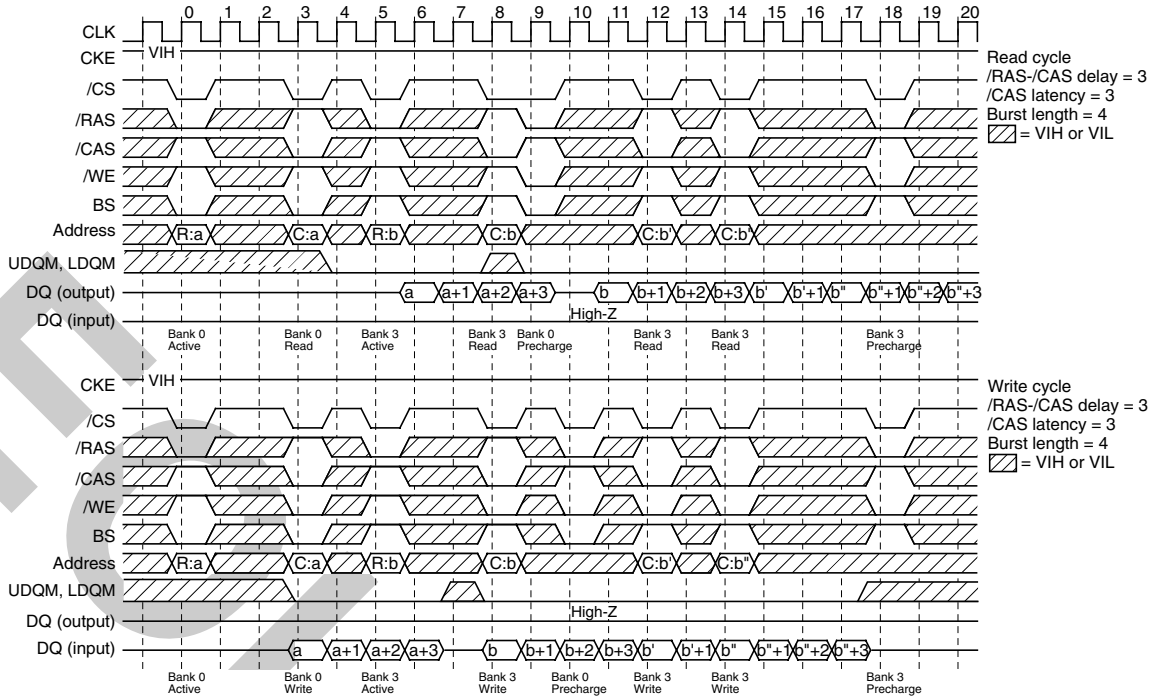 0 1 2 3 4 5 6 7 8 9 10 11 12 13 14 15 16 17 18 19 20
CLK
CKE VIH
/CS
/RAS
/CAS
/WE
BS
Address R:a C:a R:b C:b C:b' C:b'
UDQM, LDQM
DQ (output) a a+1 a+2 a+3 b b+1 b+2 b+3 b' b'+1 b" b"+1 b"+2 b"+3
High-Z
DQ (input)
Bank 0 Active
Bank 0 Read
Bank 3 Active
Bank 3 Read
Bank 0 Precharge
Bank 3 Read
Bank 3 Read
Bank 3 Precharge
Read cycle
/RAS-/CAS delay = 3
/CAS latency = 3
Burst length = 4
= VIH or VIL
CKE VIH
/CS
/RAS
/CAS
/WE
BS
Address R:a C:a R:b C:b C:b' C:b"
UDQM, LDQM
High-Z
DQ (output)
DQ (input) a a+1 a+2 a+3 b b+1 b+2 b+3 b' b'+1 b" b"+1 b"+2 b"+3
Bank 0 Active
Bank 0 Write
Bank 3 Active
Bank 3 Write
Bank 0 Precharge
Bank 3 Write
Bank 3 Write
Bank 3 Precharge
Write cycle
/RAS-/CAS delay = 3
/CAS latency = 3
Burst length = 4
= VIH or VIL